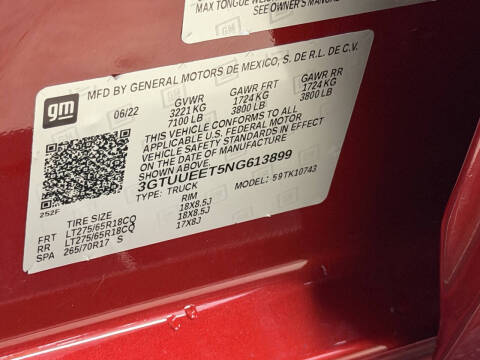 MAX TONGUE
SEE OWNER'S MANUAL
MFD BY GENERAL MOTORS DE MEXICO, S. DE R.L. DE C.V.
gm
06/22 GVWR GAWR FRT GAWR RR
3221 KG 1724 KG 1724 KG
7100 LB 3800 LB 3800 LB
THIS VEHICLE CONFORMS TO ALL
APPLICABLE U.S. FEDERAL MOTOR
VEHICLE SAFETY STANDARDS IN EFFECT
ON THE DATE OF MANUFACTURE
3GTUUEET5NG613899
TYPE: TRUCK 59TK10743
252F
TIRE SIZE RIM
FRT LT275/65R18CQ 18X8.5J
RR LT275/65R18CQ 18X8.5J
SPA 265/70R17 S 17X8J